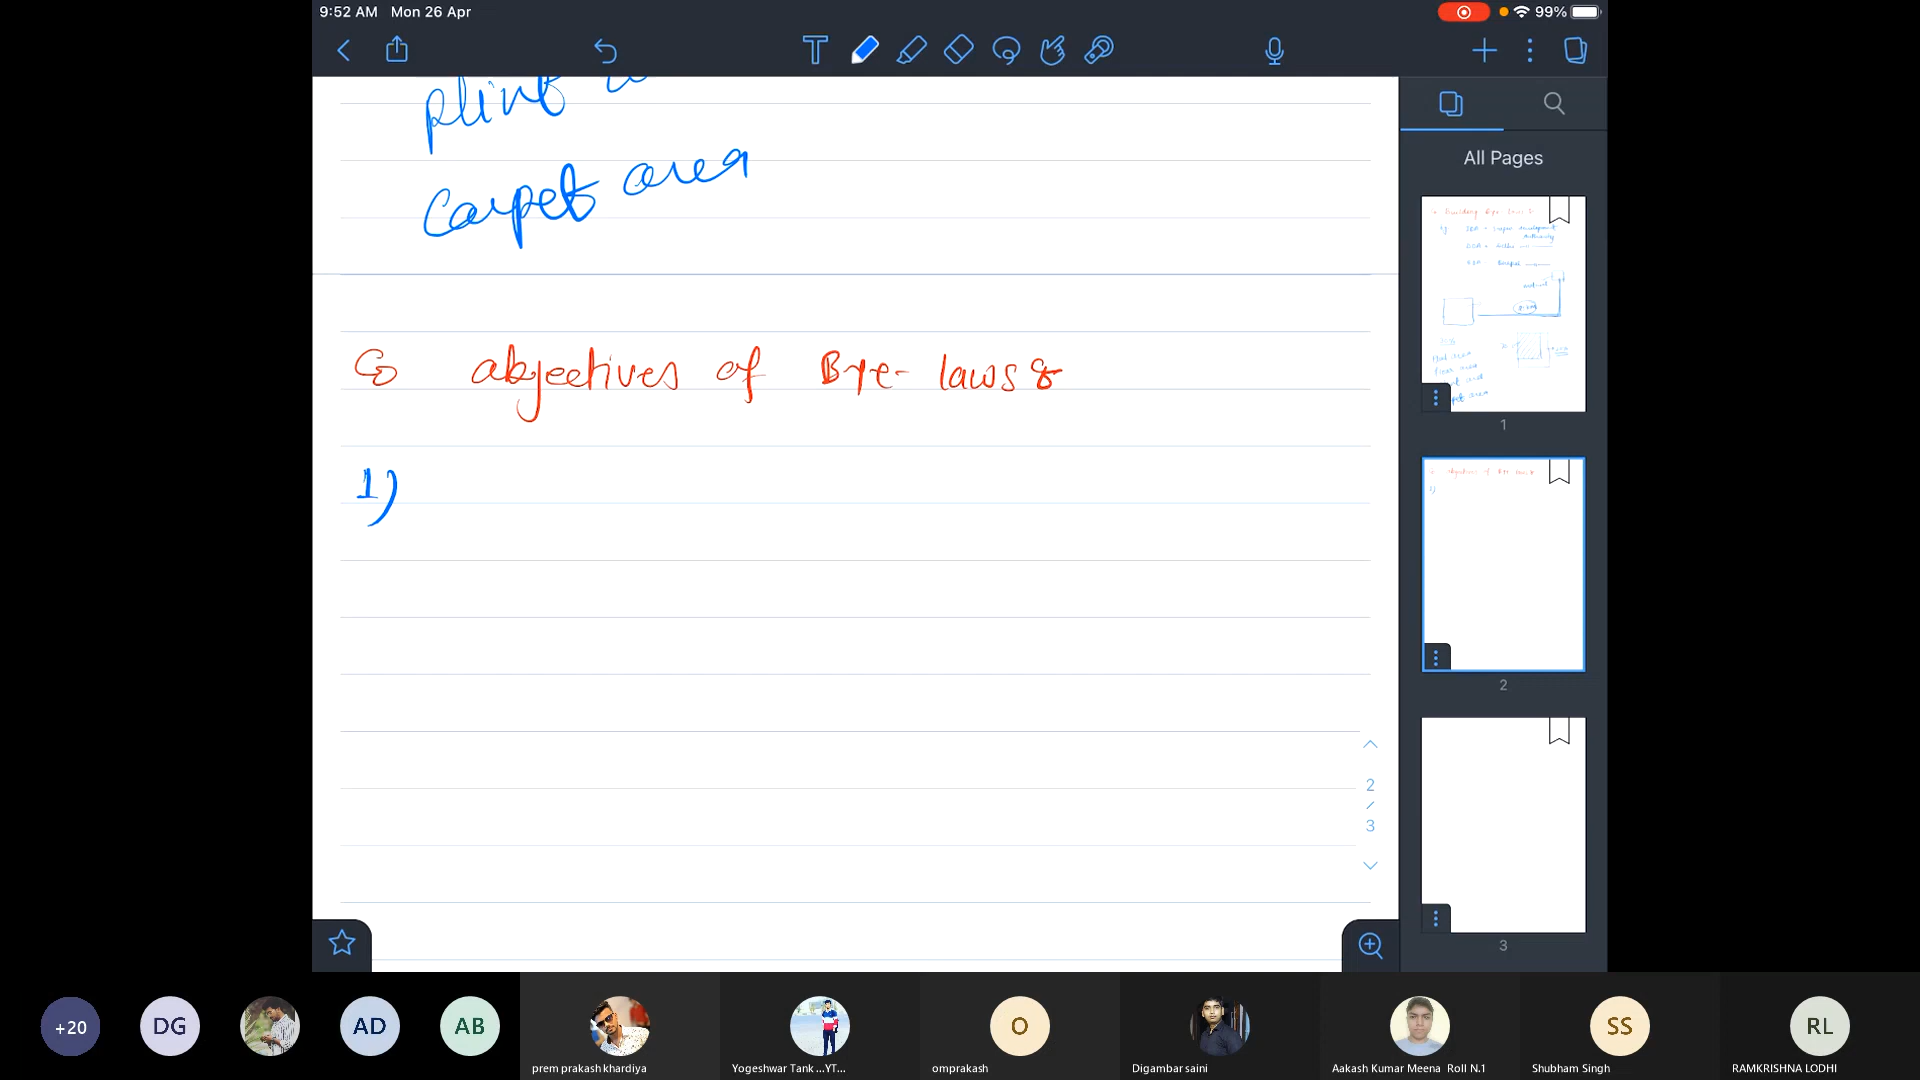 9:52 AM Mon 26 Apr
99%
plint
carpet area
All Pages
abjectives of Bye-laws
1)
1
2
3
2
/
3
+20
DG
AD
AB
O
SS
RL
prem prakash khardiya
Yogeshwar Tank ...YT...
omprakash
Digambar saini
Aakash Kumar Meena Roll N.1
Shubham Singh
RAMKRISHNA LODHI